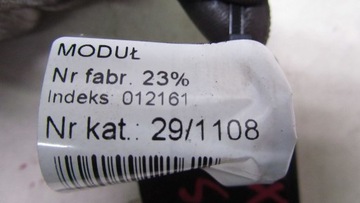 MODUŁ
Nr fabr. 23%
Indeks: 012161
Nr kat.: 29/1108